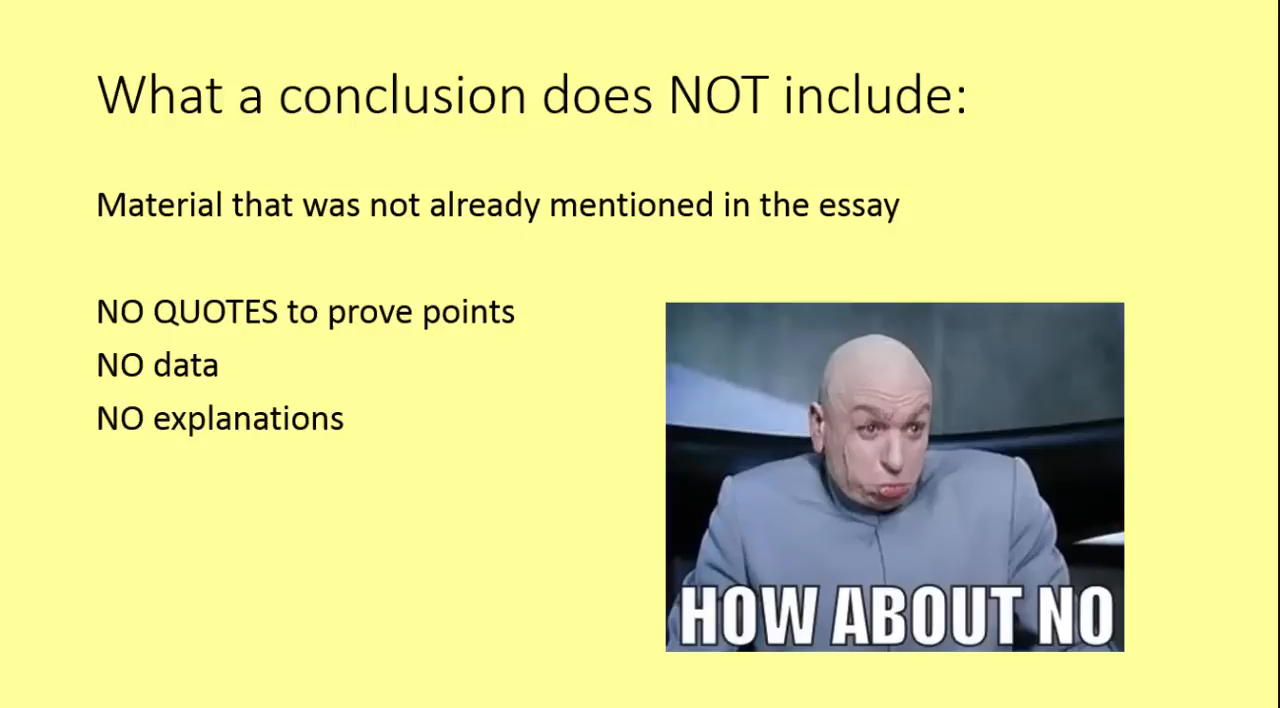 What a conclusion does NOT include:
Material that was not already mentioned in the essay
NO QUOTES to prove points
NO data
NO explanations
HOW ABOUT NO